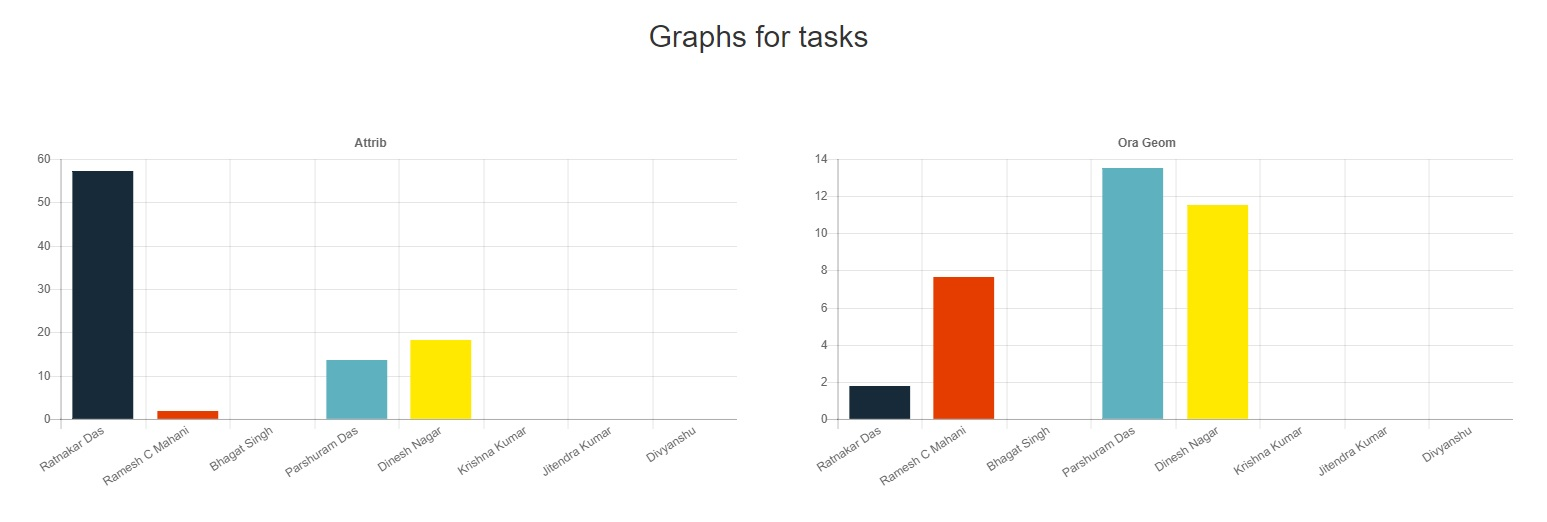 Graphs for tasks
Attrib
60
50
40
30
20
10
0
Ratnakar Das
Ramesh C Mahani
Bhagat Singh
Parshuram Das
Dinesh Nagar
Krishna Kumar
Jitendra Kumar
Divyanshu
Ora Geom
14
12
10
8
6
4
2
0
Ratnakar Das
Ramesh C Mahani
Bhagat Singh
Parshuram Das
Dinesh Nagar
Krishna Kumar
Jitendra Kumar
Divyanshu